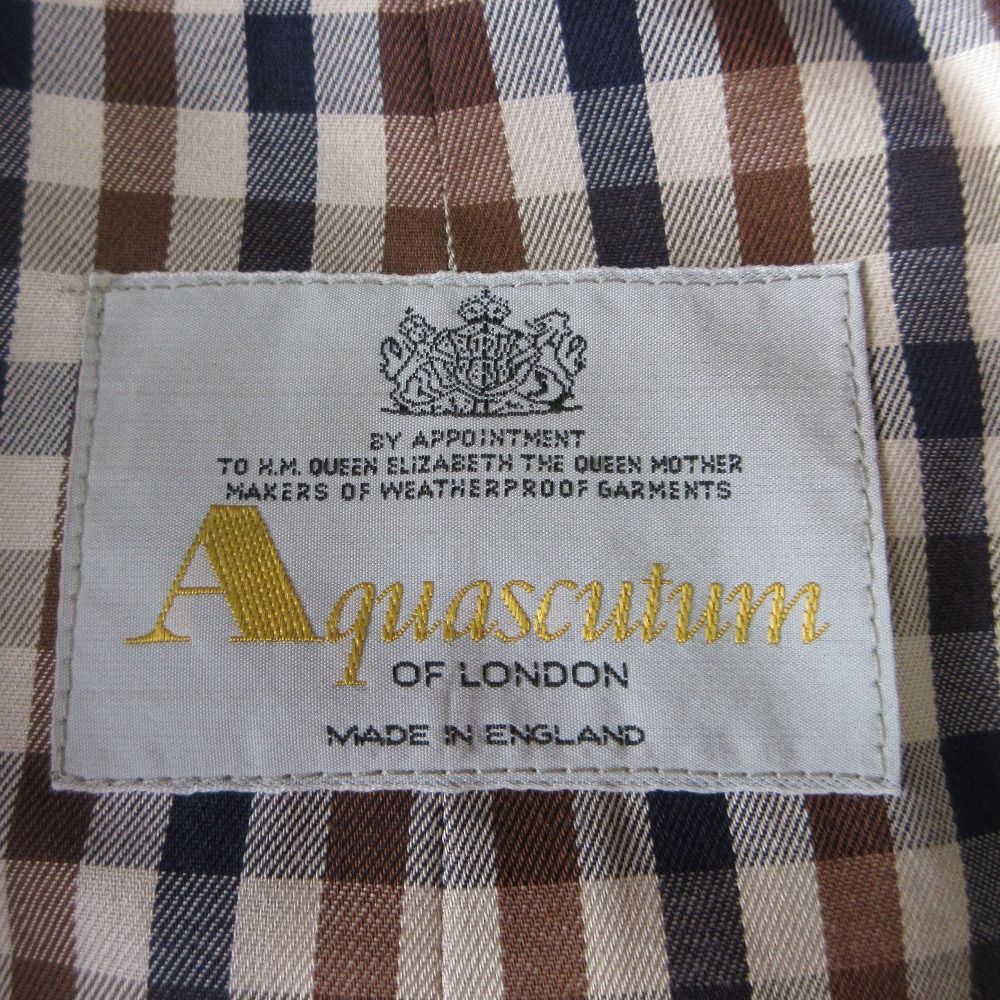 BY APPOINTMENT
TO H.M. QUEEN ELIZABETH THE QUEEN MOTHER
MAKERS OF WEATHERPROOF GARMENTS
Aquascutum
OF LONDON
MADE IN ENGLAND